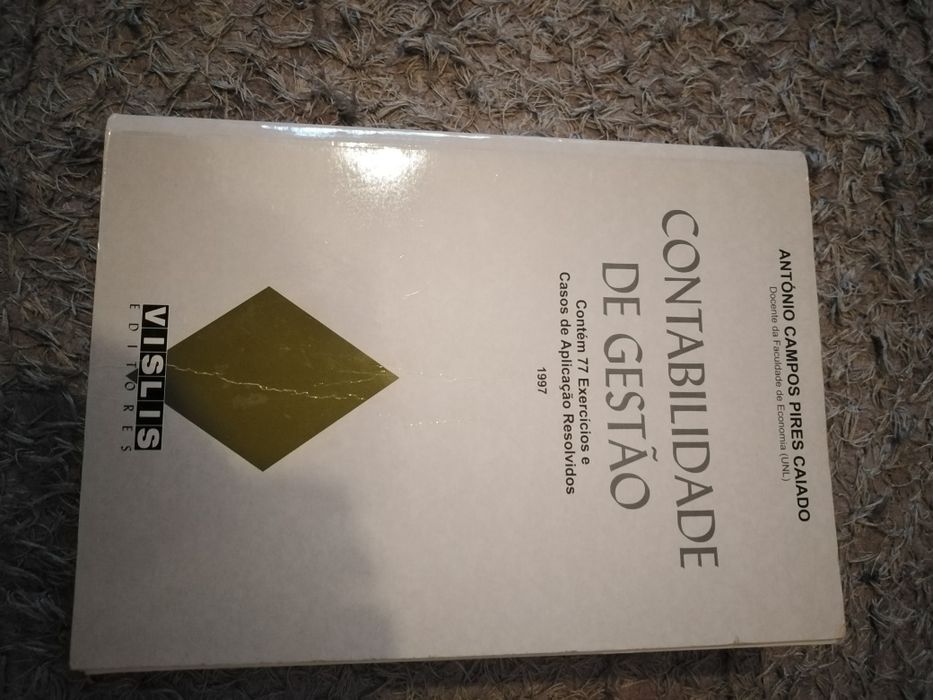 ANTÓNIO CAMPOS PIRES CAIADO
Docente da Faculdade de Economia (UNL)
CONTABILIDADE
DE GESTÃO
Contém 77 Exercícios e
Casos de Aplicação Resolvidos
1997
VISLIS
EDITORES